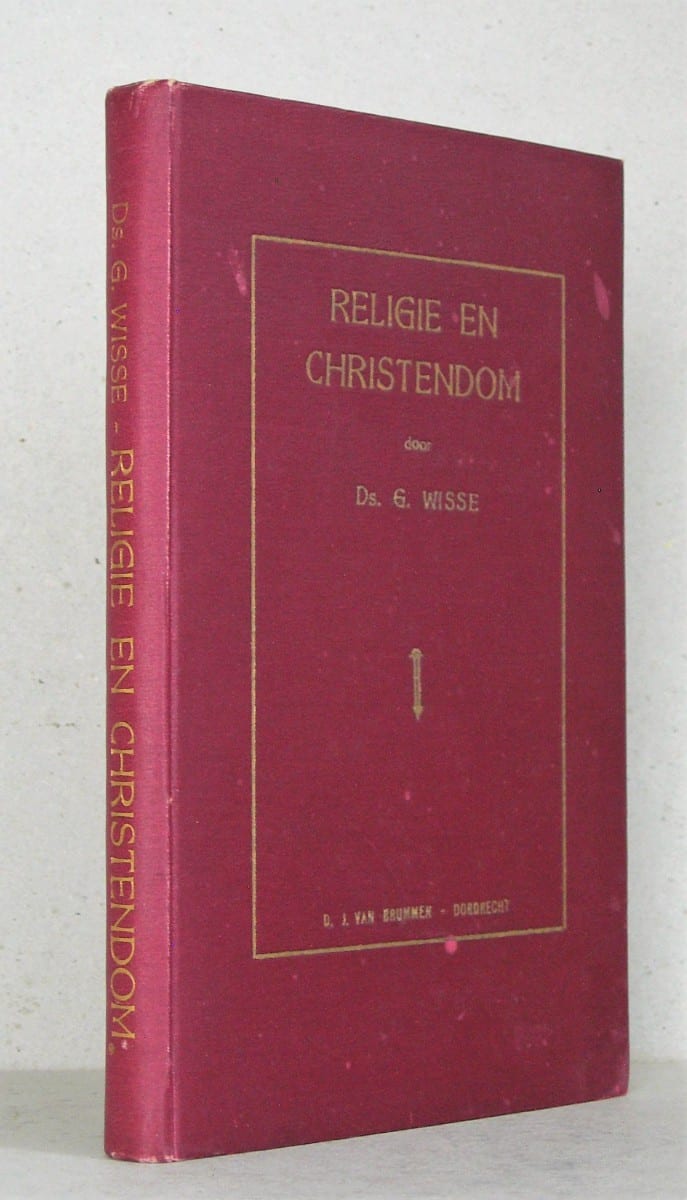 Ds. G. WISSE - RELIGIE EN CHRISTENDOM.
RELIGIE EN
CHRISTENDOM
door
Ds. G. WISSE
D. J. VAN BRUMMEN - DORDRECHT